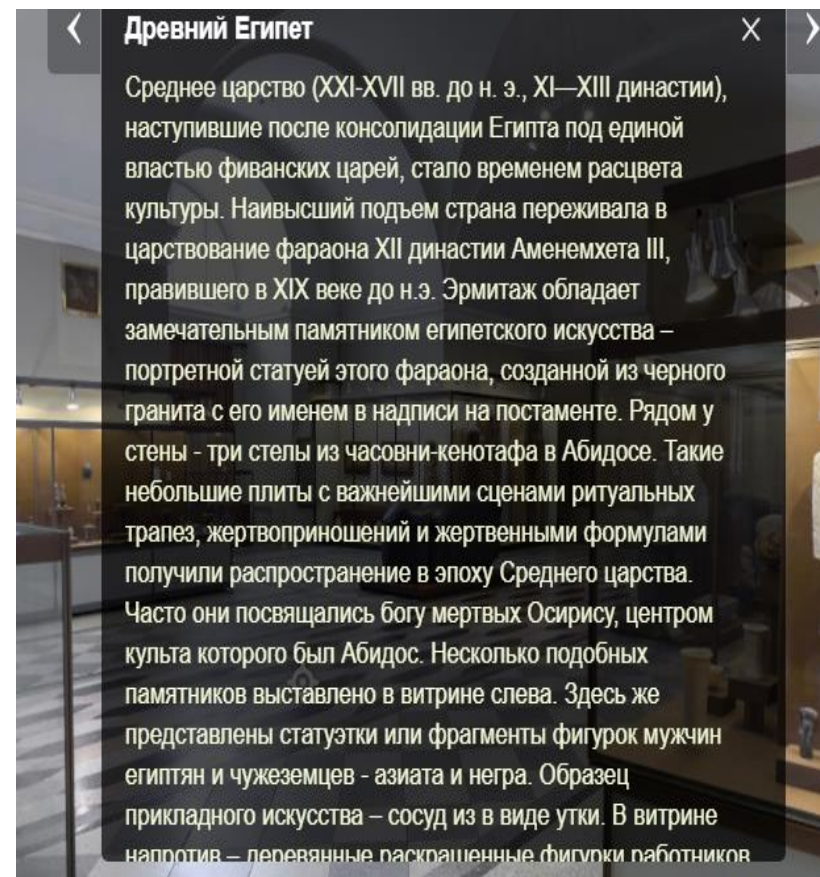 Древний Египет
Среднее царство (XXI-XVII вв. до н. э., XI—XIII династии),
наступившие после консолидации Египта под единой
властью фиванских царей, стало временем расцвета
культуры. Наивысший подъем страна переживала в
царствование фараона XII династии Аменемхета III,
правившего в XIX веке до н.э. Эрмитаж обладает
замечательным памятником египетского искусства –
портретной статуей этого фараона, созданной из черного
гранита с его именем в надписи на постаменте. Рядом у
стены - три стелы из часовни-кенотафа в Абидосе. Такие
небольшие плиты с важнейшими сценами ритуальных
трапез, жертвоприношений и жертвенными формулами
получили распространение в эпоху Среднего царства.
Часто они посвящались богу мертвых Осирису, центром
культа которого был Абидос. Несколько подобных
памятников выставлено в витрине слева. Здесь же
представлены статуэтки или фрагменты фигурок мужчин
египтян и чужеземцев - азиата и негра. Образец
прикладного искусства – сосуд из в виде утки. В витрине
напротив – деревянные раскрашенные фигурки работников